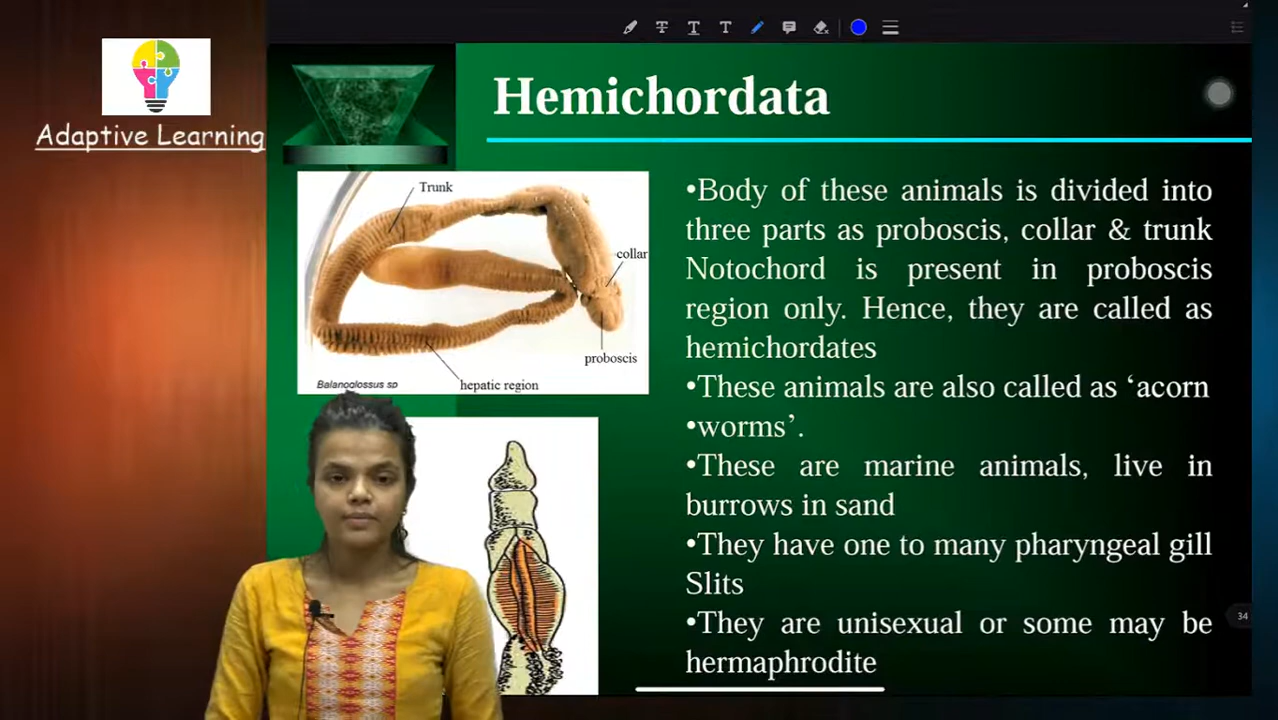 Adaptive Learning
Hemichordata
Trunk
collar
proboscis
hepatic region
Balanoglossus sp
•Body of these animals is divided into
three parts as proboscis, collar & trunk
Notochord is present in proboscis
region only. Hence, they are called as
hemichordates
•These animals are also called as ‘acorn
•worms’.
•These are marine animals, live in
burrows in sand
•They have one to many pharyngeal gill
Slits
•They are unisexual or some may be
hermaphrodite
34